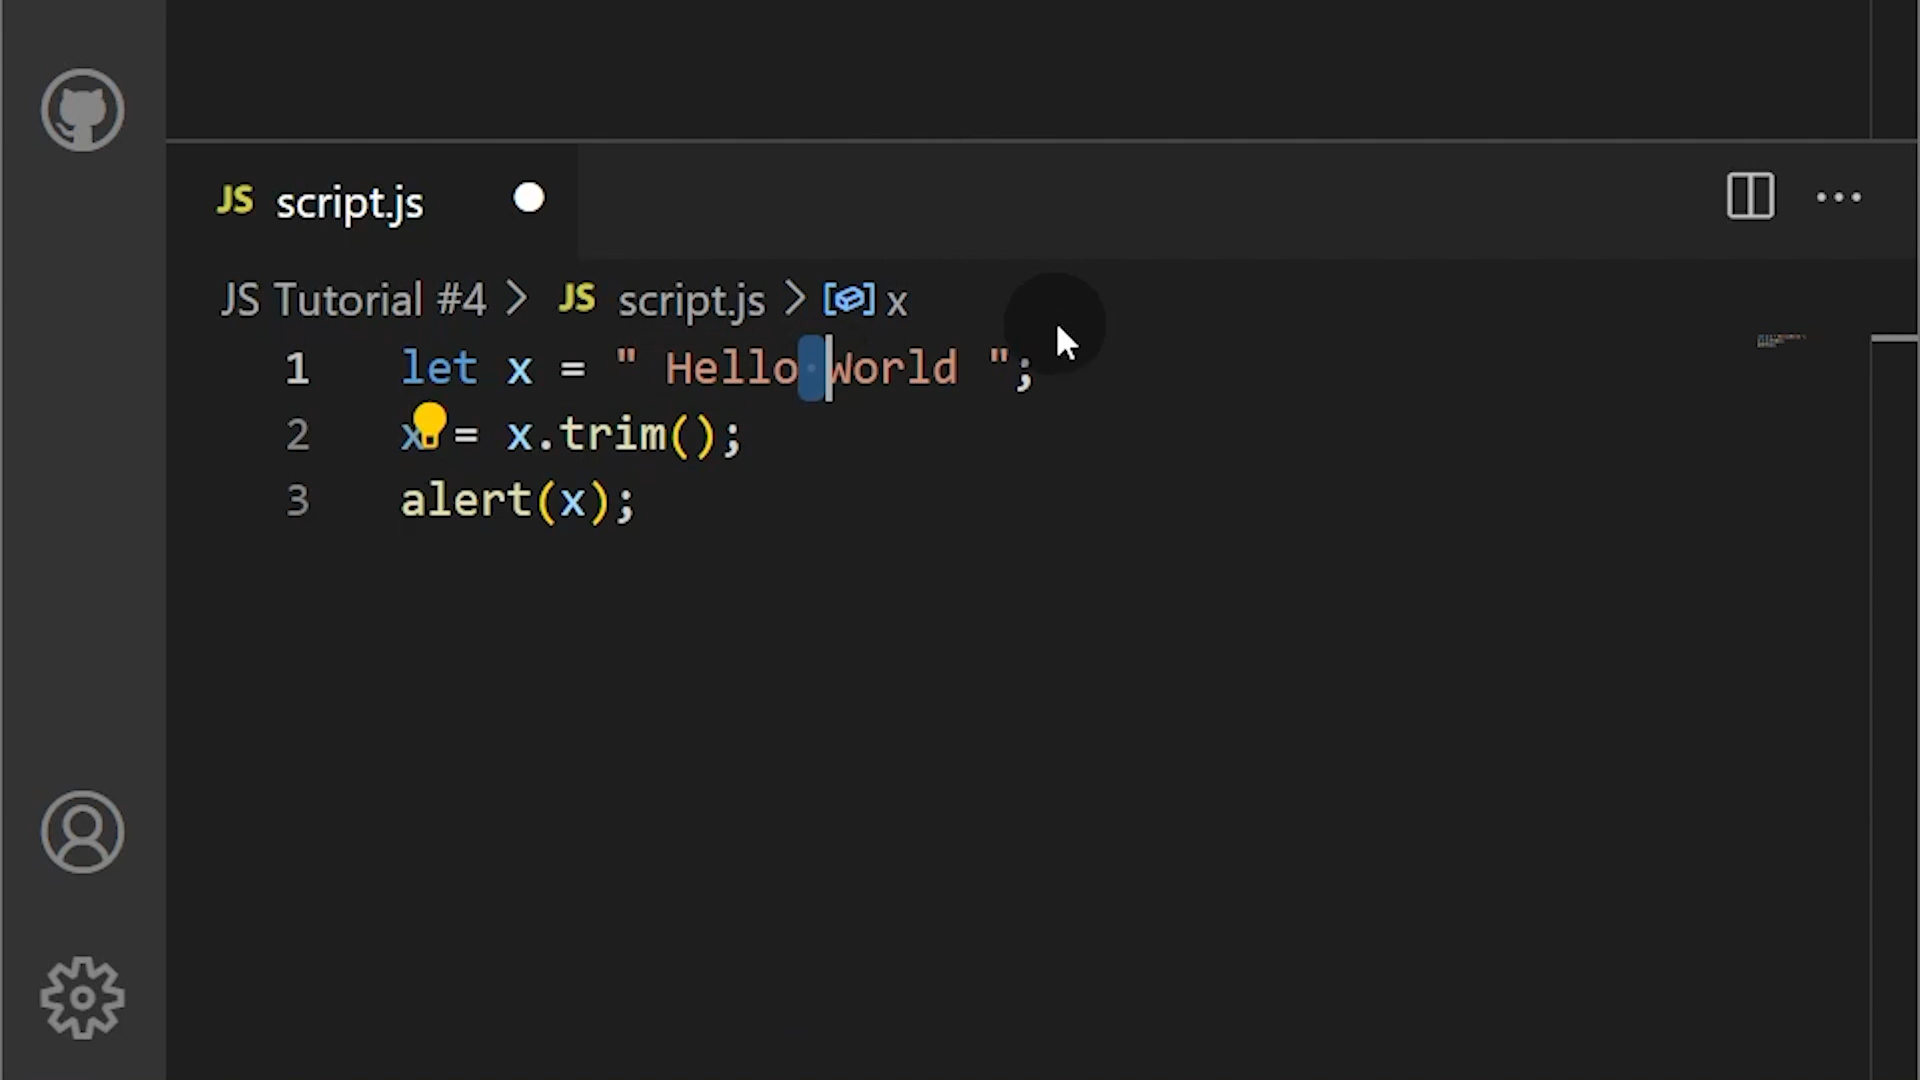 JS script.js
JS Tutorial #4 > JS script.js > x
1 let x = " Hello World ";
2 x = x.trim();
3 alert(x);